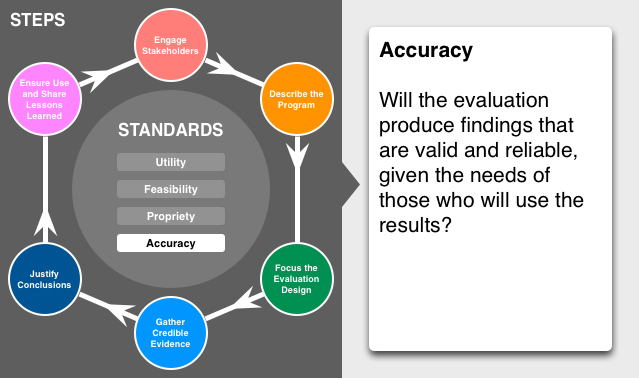 STEPS
Engage
Stakeholders
Describe the
Program
Focus the
Evaluation
Design
Gather
Credible
Evidence
Justify
Conclusions
Ensure Use
and Share
Lessons
Learned
STANDARDS
Utility
Feasibility
Propriety
Accuracy
Accuracy
Will the evaluation
produce findings that
are valid and reliable,
given the needs of
those who will use the
results?